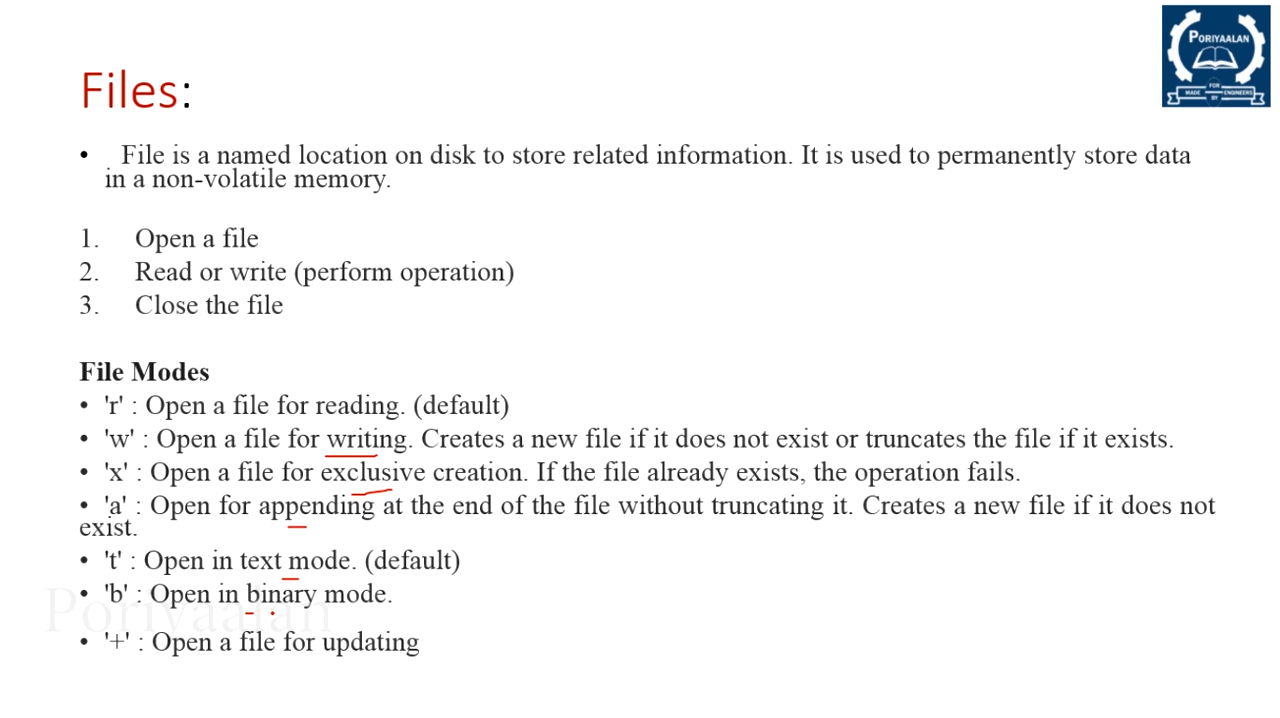 PORIYAALAN
FOR
MADE BY ENGINEERS
Files:
• File is a named location on disk to store related information. It is used to permanently store data
in a non-volatile memory.
1. Open a file
2. Read or write (perform operation)
3. Close the file
File Modes
• 'r' : Open a file for reading. (default)
• 'w' : Open a file for writing. Creates a new file if it does not exist or truncates the file if it exists.
• 'x' : Open a file for exclusive creation. If the file already exists, the operation fails.
• 'a' : Open for appending at the end of the file without truncating it. Creates a new file if it does not
exist.
• 't' : Open in text mode. (default)
• 'b' : Open in binary mode.
Poriyaalan
• '+' : Open a file for updating